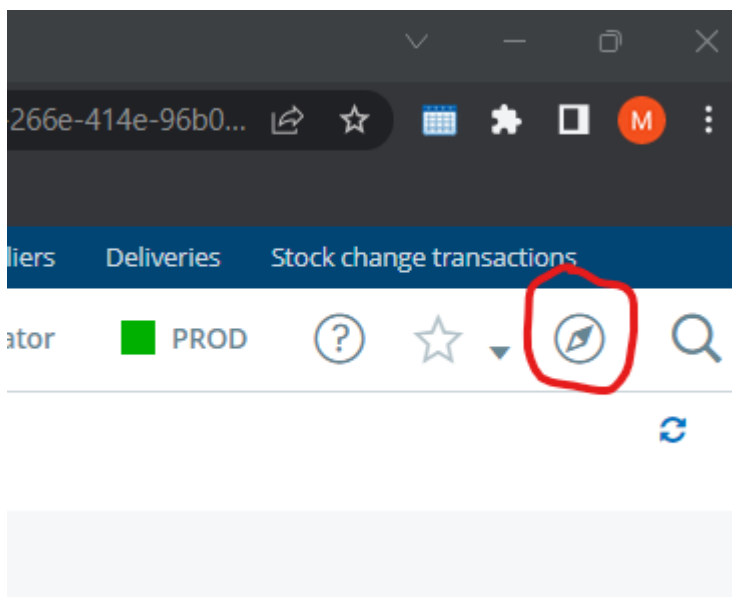 -266e-414e-96b0...
M
liers Deliveries Stock change transactions
ator PROD ?